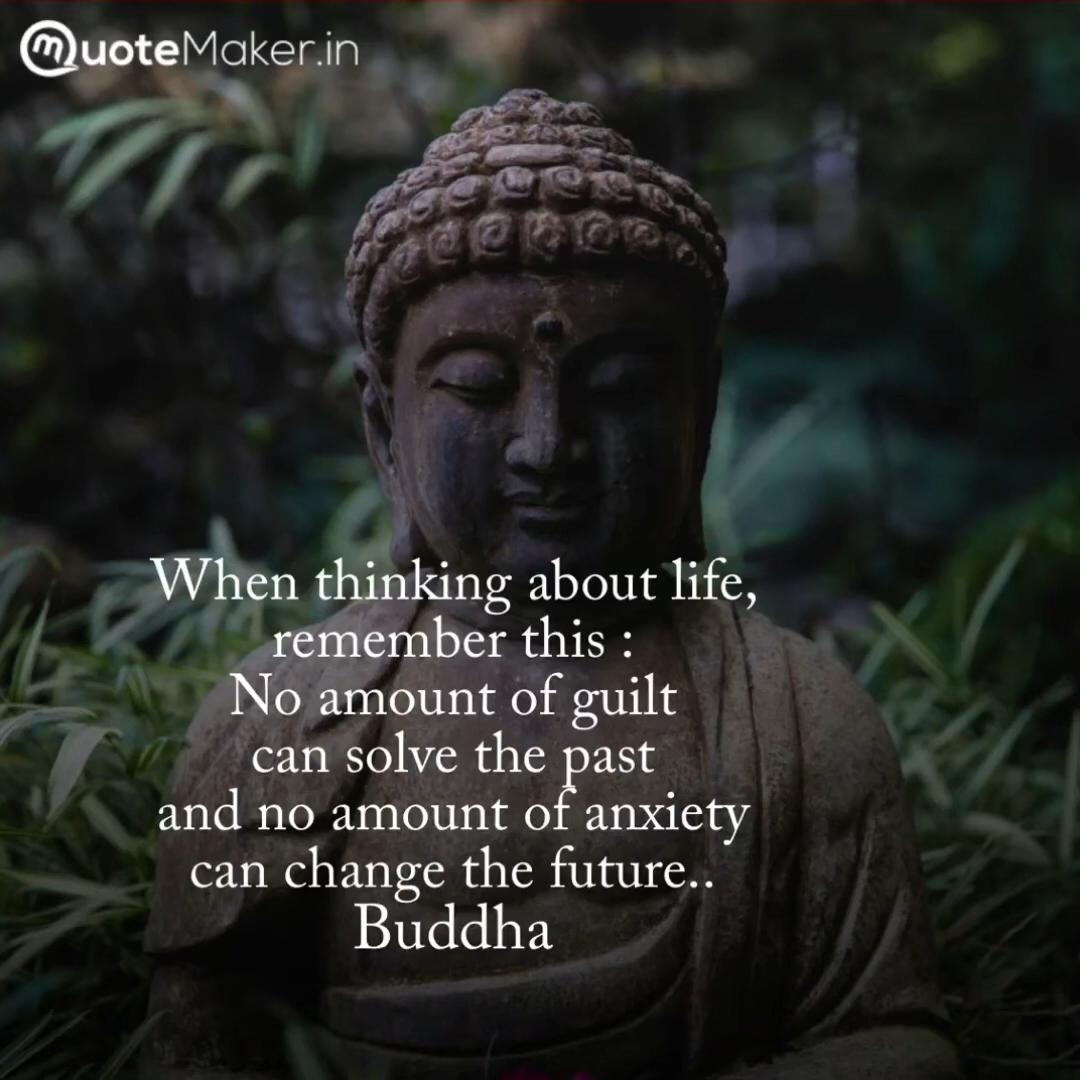 QuoteMaker.in
When thinking about life,
remember this :
No amount of guilt
can solve the past
and no amount of anxiety
can change the future..
Buddha